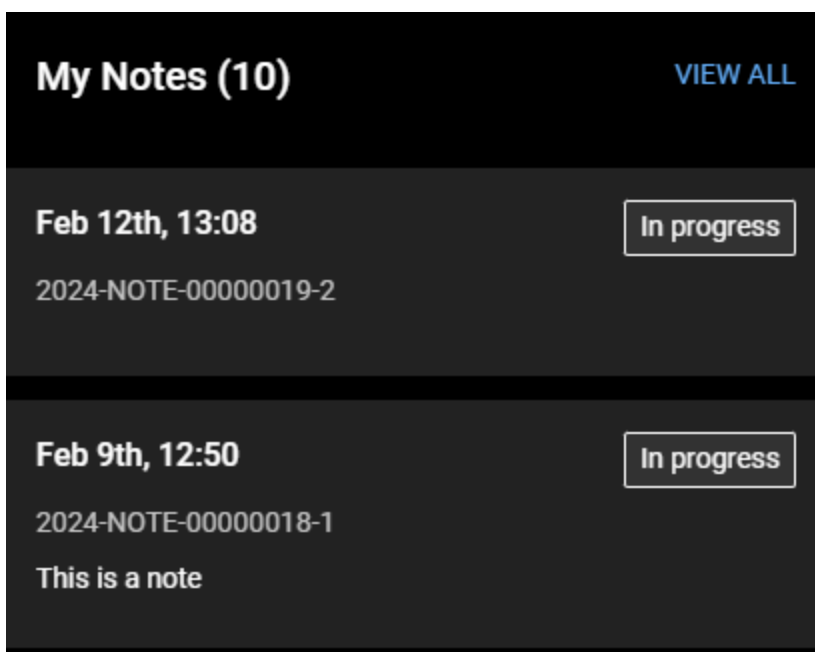 My Notes (10)
VIEW ALL
Feb 12th, 13:08
In progress
2024-NOTE-00000019-2
Feb 9th, 12:50
In progress
2024-NOTE-00000018-1
This is a note